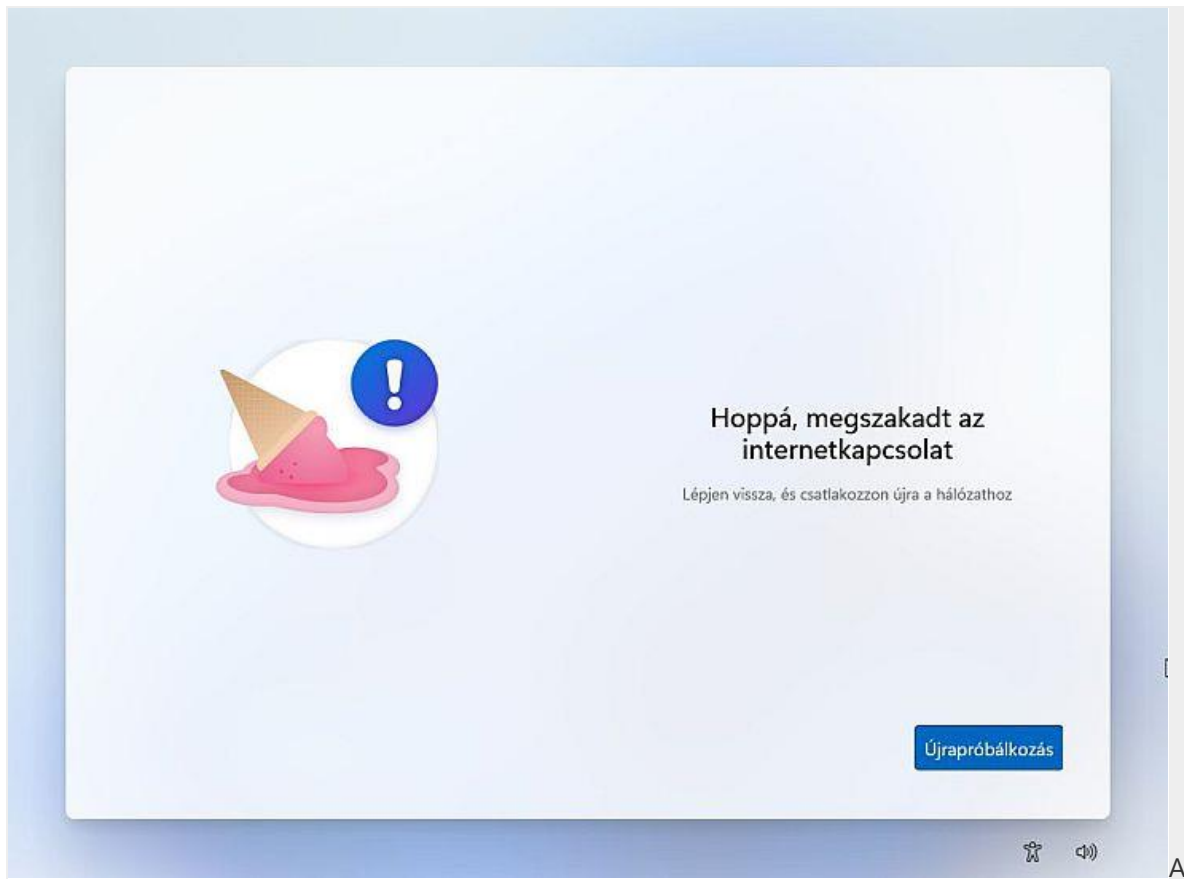 Hoppá, megszakadt az
internetkapcsolat
Lépjen vissza, és csatlakozzon újra a hálózathoz
Újrapróbálkozás
A